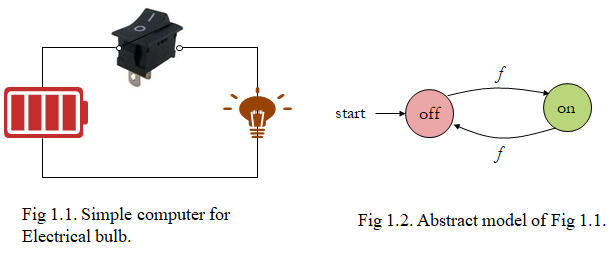 f
start
off
on
f
Fig 1.1. Simple computer for
Electrical bulb.
Fig 1.2. Abstract model of Fig 1.1.